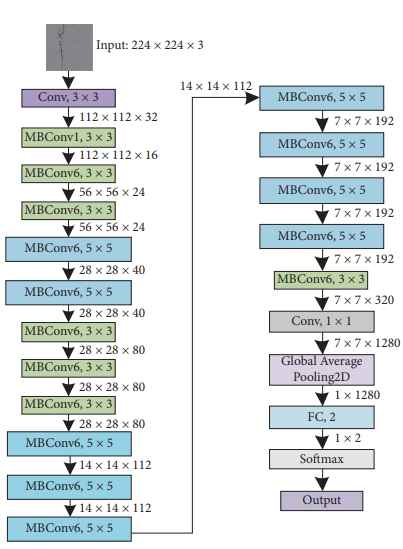 Input: 224 × 224 × 3
Conv, 3 × 3
112 × 112 × 32
MBConv1, 3 × 3
112 × 112 × 16
MBConv6, 3 × 3
56 × 56 × 24
MBConv6, 3 × 3
56 × 56 × 24
MBConv6, 5 × 5
28 × 28 × 40
MBConv6, 5 × 5
28 × 28 × 40
MBConv6, 3 × 3
28 × 28 × 80
MBConv6, 3 × 3
28 × 28 × 80
MBConv6, 3 × 3
28 × 28 × 80
MBConv6, 5 × 5
14 × 14 × 112
MBConv6, 5 × 5
14 × 14 × 112
MBConv6, 5 × 5
14 × 14 × 112
MBConv6, 5 × 5
7 × 7 × 192
MBConv6, 5 × 5
7 × 7 × 192
MBConv6, 5 × 5
7 × 7 × 192
MBConv6, 5 × 5
7 × 7 × 192
MBConv6, 3 × 3
7 × 7 × 320
Conv, 1 × 1
7 × 7 × 1280
Global Average
Pooling2D
1 × 1280
FC, 2
1 × 2
Softmax
Output